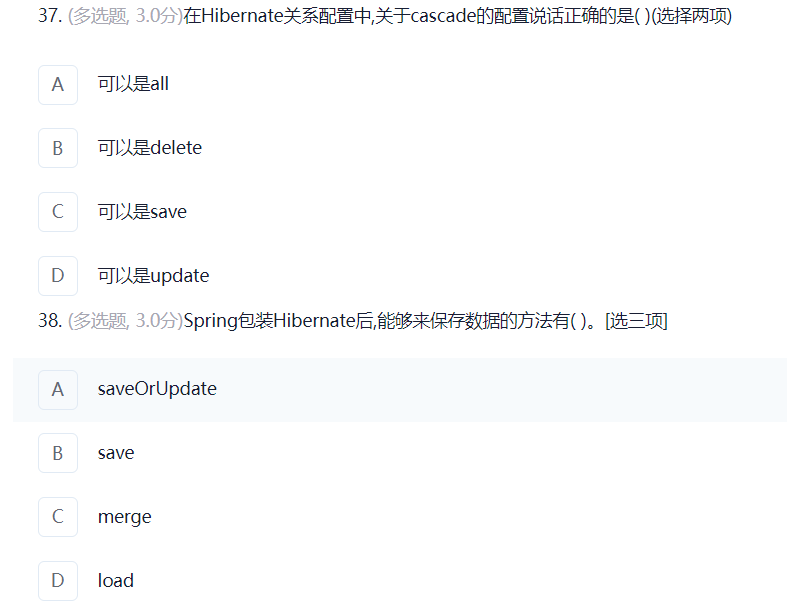 37. (多选题, 3.0分)在Hibernate关系配置中,关于cascade的配置说话正确的是( )(选择两项)
A 可以是all
B 可以是delete
C 可以是save
D 可以是update
38. (多选题, 3.0分)Spring包装Hibernate后,能够来保存数据的方法有( )。[选三项]
A saveOrUpdate
B save
C merge
D load